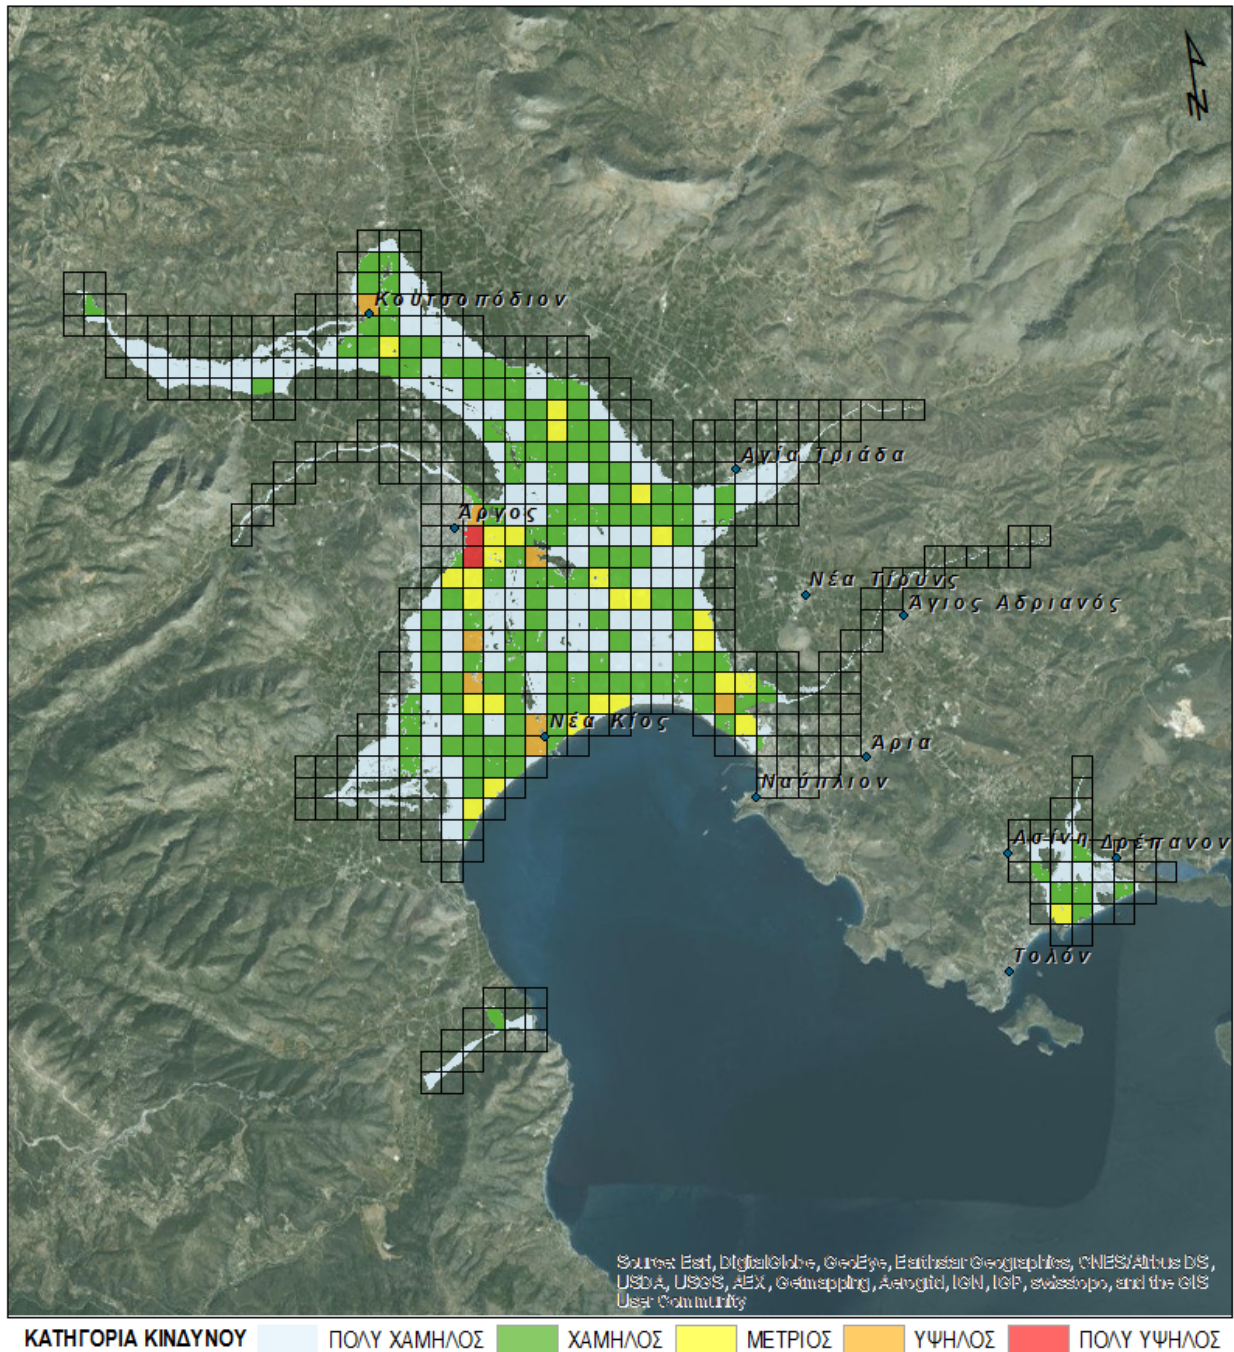 Κουτσοπόδιον
Αγία Τριάδα
Άργος
Νέα Τίρυνς
Άγιος Αδριανός
Νέα Κίος
Άρια
Ναύπλιον
Ασίνη
Δρέπανον
Τολόν
Source: Esri, DigitalGlobe, GeoEye, Earthstar Geographics, CNES/Airbus DS,
USDA, USGS, AEX, Getmapping, Aerogrid, IGN, IGP, swisstopo, and the GIS
User Community
ΚΑΤΗΓΟΡΙΑ ΚΙΝΔΥΝΟΥ ΠΟΛΥ ΧΑΜΗΛΟΣ ΧΑΜΗΛΟΣ ΜΕΤΡΙΟΣ ΥΨΗΛΟΣ ΠΟΛΥ ΥΨΗΛΟΣ